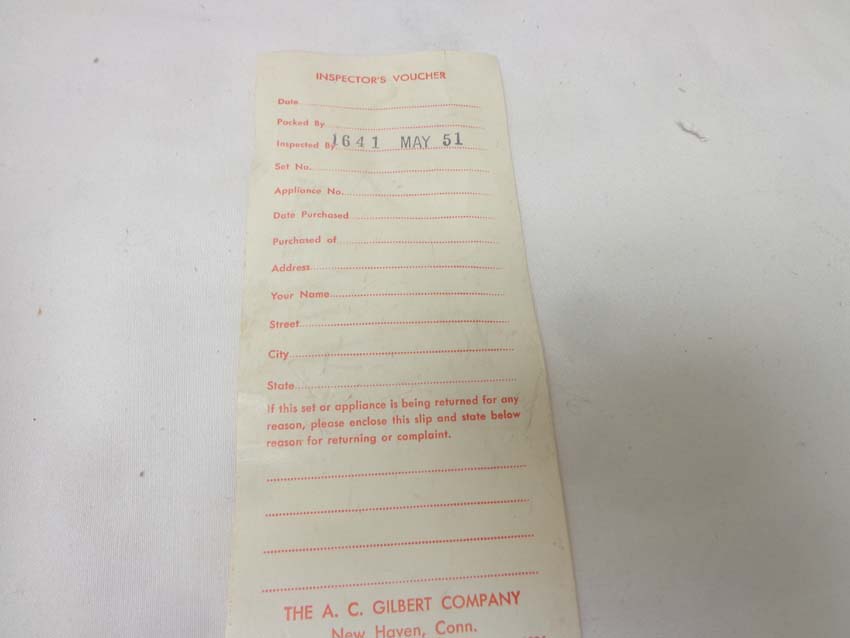 INSPECTOR'S VOUCHER
Date
Packed By
Inspected By 1641 MAY 51
Set No.
Appliance No.
Date Purchased
Purchased of
Address
Your Name
Street
City
State
If this set or appliance is being returned for any
reason, please enclose this slip and state below
reason for returning or complaint.
THE A. C. GILBERT COMPANY
New Haven, Conn.